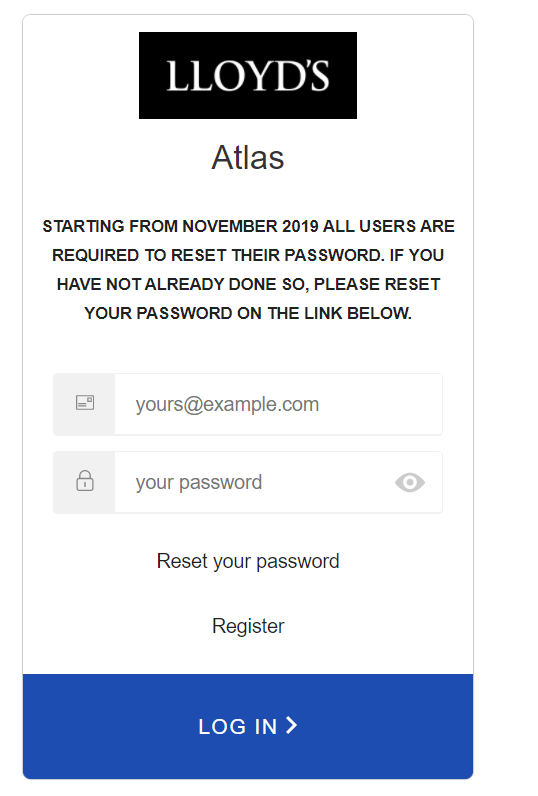 LLOYD'S
Atlas
STARTING FROM NOVEMBER 2019 ALL USERS ARE
REQUIRED TO RESET THEIR PASSWORD. IF YOU
HAVE NOT ALREADY DONE SO, PLEASE RESET
YOUR PASSWORD ON THE LINK BELOW.
yours@example.com
your password
Reset your password
Register
LOG IN